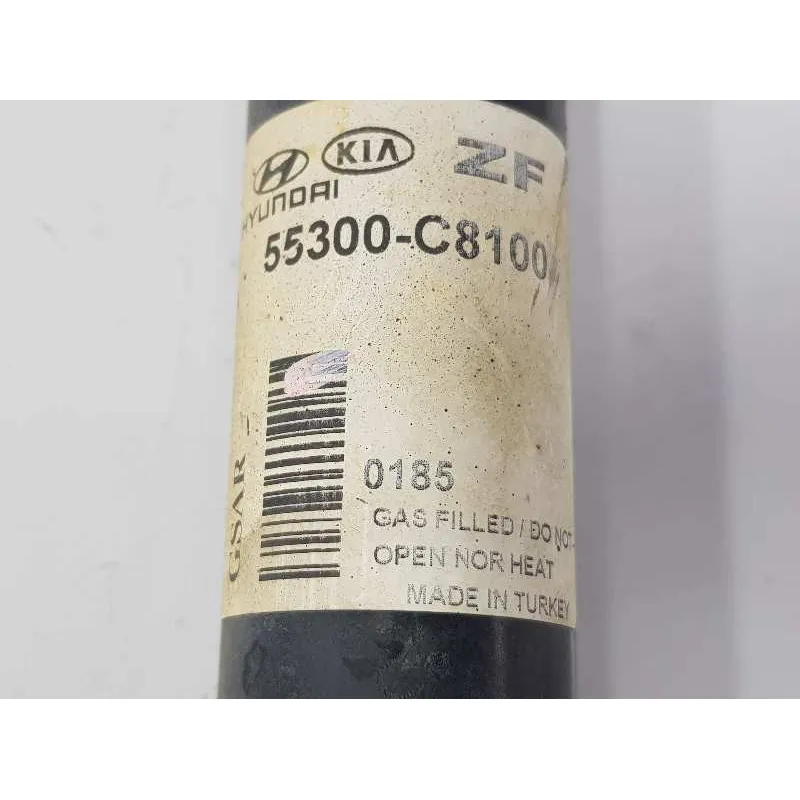 HYUNDAI KIA ZF
55300-C8100
GSAR
0185
GAS FILLED / DO NOT
OPEN NOR HEAT
MADE IN TURKEY